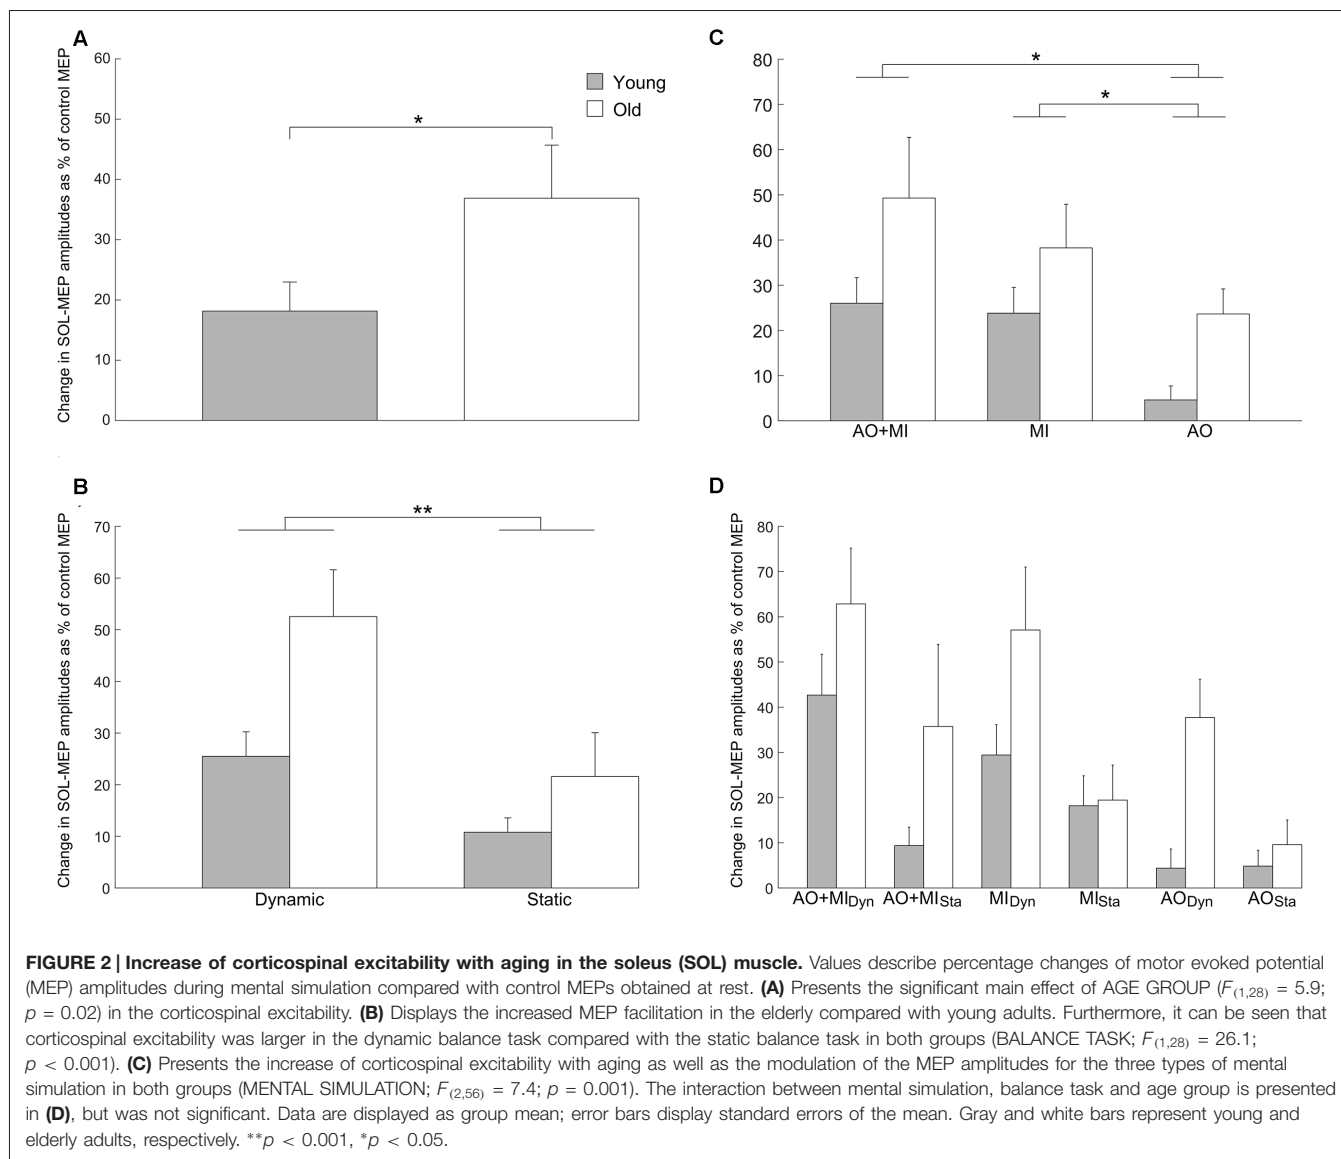 A
Change in SOL-MEP amplitudes as % of control MEP
60
50
40
30
20
10
0
*
Young
Old
C
80
70
60
50
40
30
20
10
0
*
*
AO+MI MI AO
B
Change in SOL-MEP amplitudes as % of control MEP
70
60
50
40
30
20
10
0
**
Dynamic Static
D
Change in SOL-MEP amplitudes as % of control MEP
80
70
60
50
40
30
20
10
0
AO+MIDyn AO+MISta MIDyn MISta AODyn AOSta
FIGURE 2 | Increase of corticospinal excitability with aging in the soleus (SOL) muscle. Values describe percentage changes of motor evoked potential
(MEP) amplitudes during mental simulation compared with control MEPs obtained at rest. (A) Presents the significant main effect of AGE GROUP (F(1,28) = 5.9;
p = 0.02) in the corticospinal excitability. (B) Displays the increased MEP facilitation in the elderly compared with young adults. Furthermore, it can be seen that
corticospinal excitability was larger in the dynamic balance task compared with the static balance task in both groups (BALANCE TASK; F(1,28) = 26.1;
p < 0.001). (C) Presents the increase of corticospinal excitability with aging as well as the modulation of the MEP amplitudes for the three types of mental
simulation in both groups (MENTAL SIMULATION; F(2,56) = 7.4; p = 0.001). The interaction between mental simulation, balance task and age group is presented
in (D), but was not significant. Data are displayed as group mean; error bars display standard errors of the mean. Gray and white bars represent young and
elderly adults, respectively. **p < 0.001, *p < 0.05.